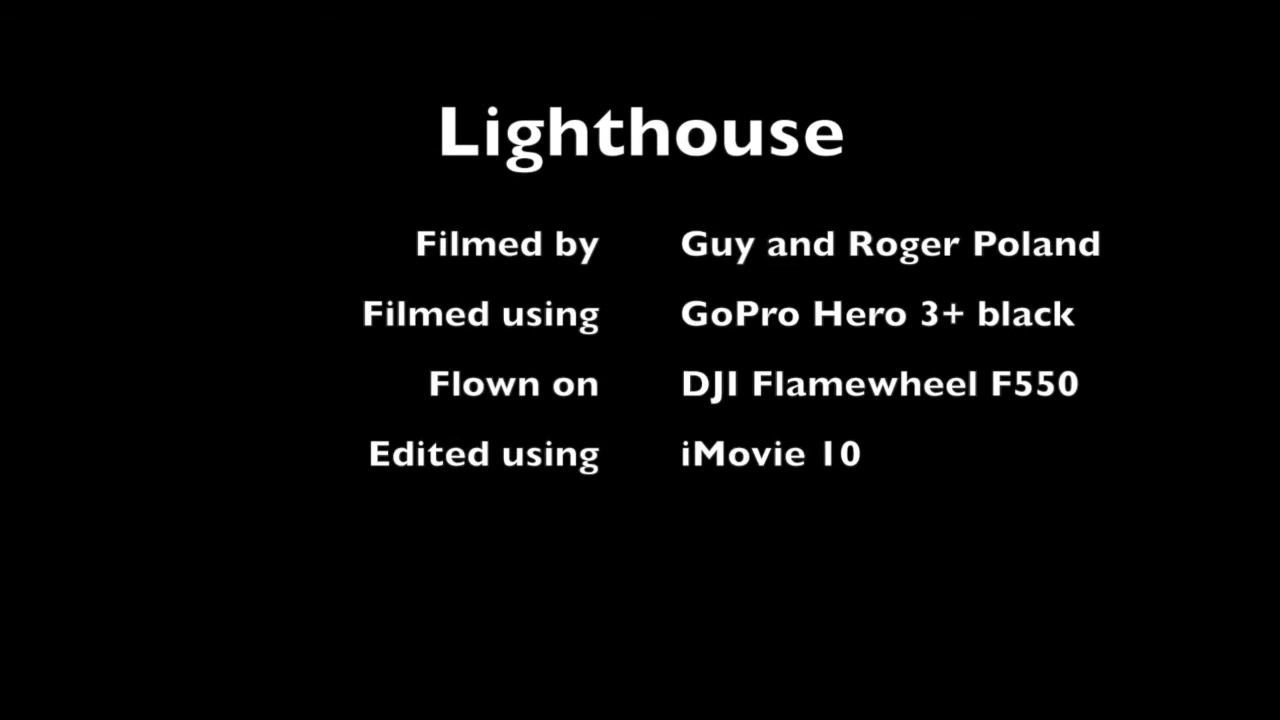 Lighthouse
Filmed by Guy and Roger Poland
Filmed using GoPro Hero 3+ black
Flown on DJI Flamewheel F550
Edited using iMovie 10